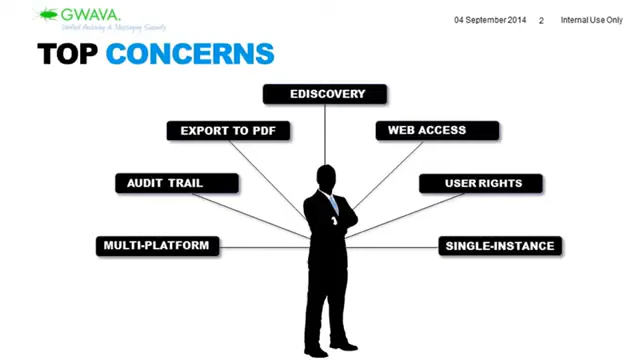 GWAVA
Unified Archiving & Messaging Security
04 September 2014 2 Internal Use Only
TOP CONCERNS
EDISCOVERY
EXPORT TO PDF
WEB ACCESS
AUDIT TRAIL
USER RIGHTS
MULTI-PLATFORM
SINGLE-INSTANCE